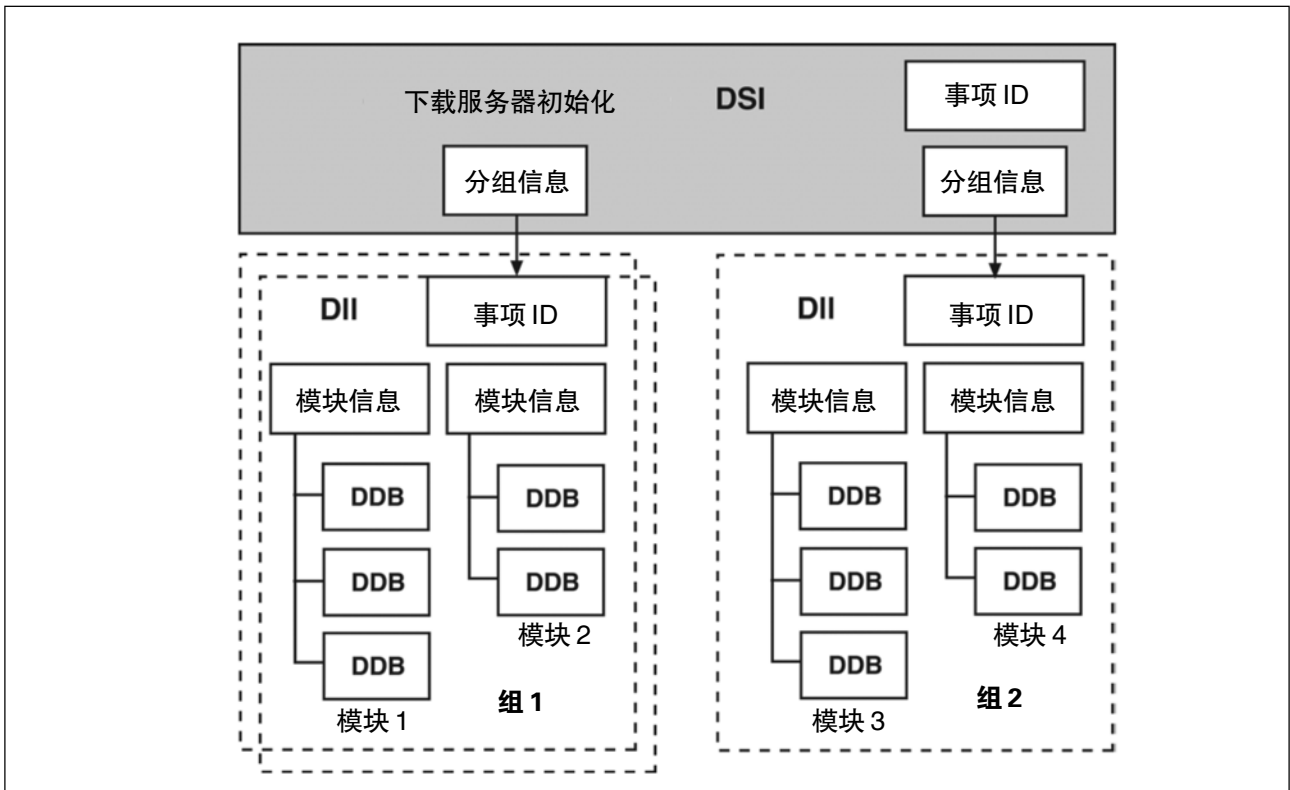 下载服务器初始化
DSI
事项 ID
分组信息
分组信息
DII
事项 ID
模块信息
模块信息
DDB
DDB
DDB
DDB
DDB
模块 1
模块 2
组 1
DII
事项 ID
模块信息
模块信息
DDB
DDB
DDB
DDB
DDB
模块 3
模块 4
组 2